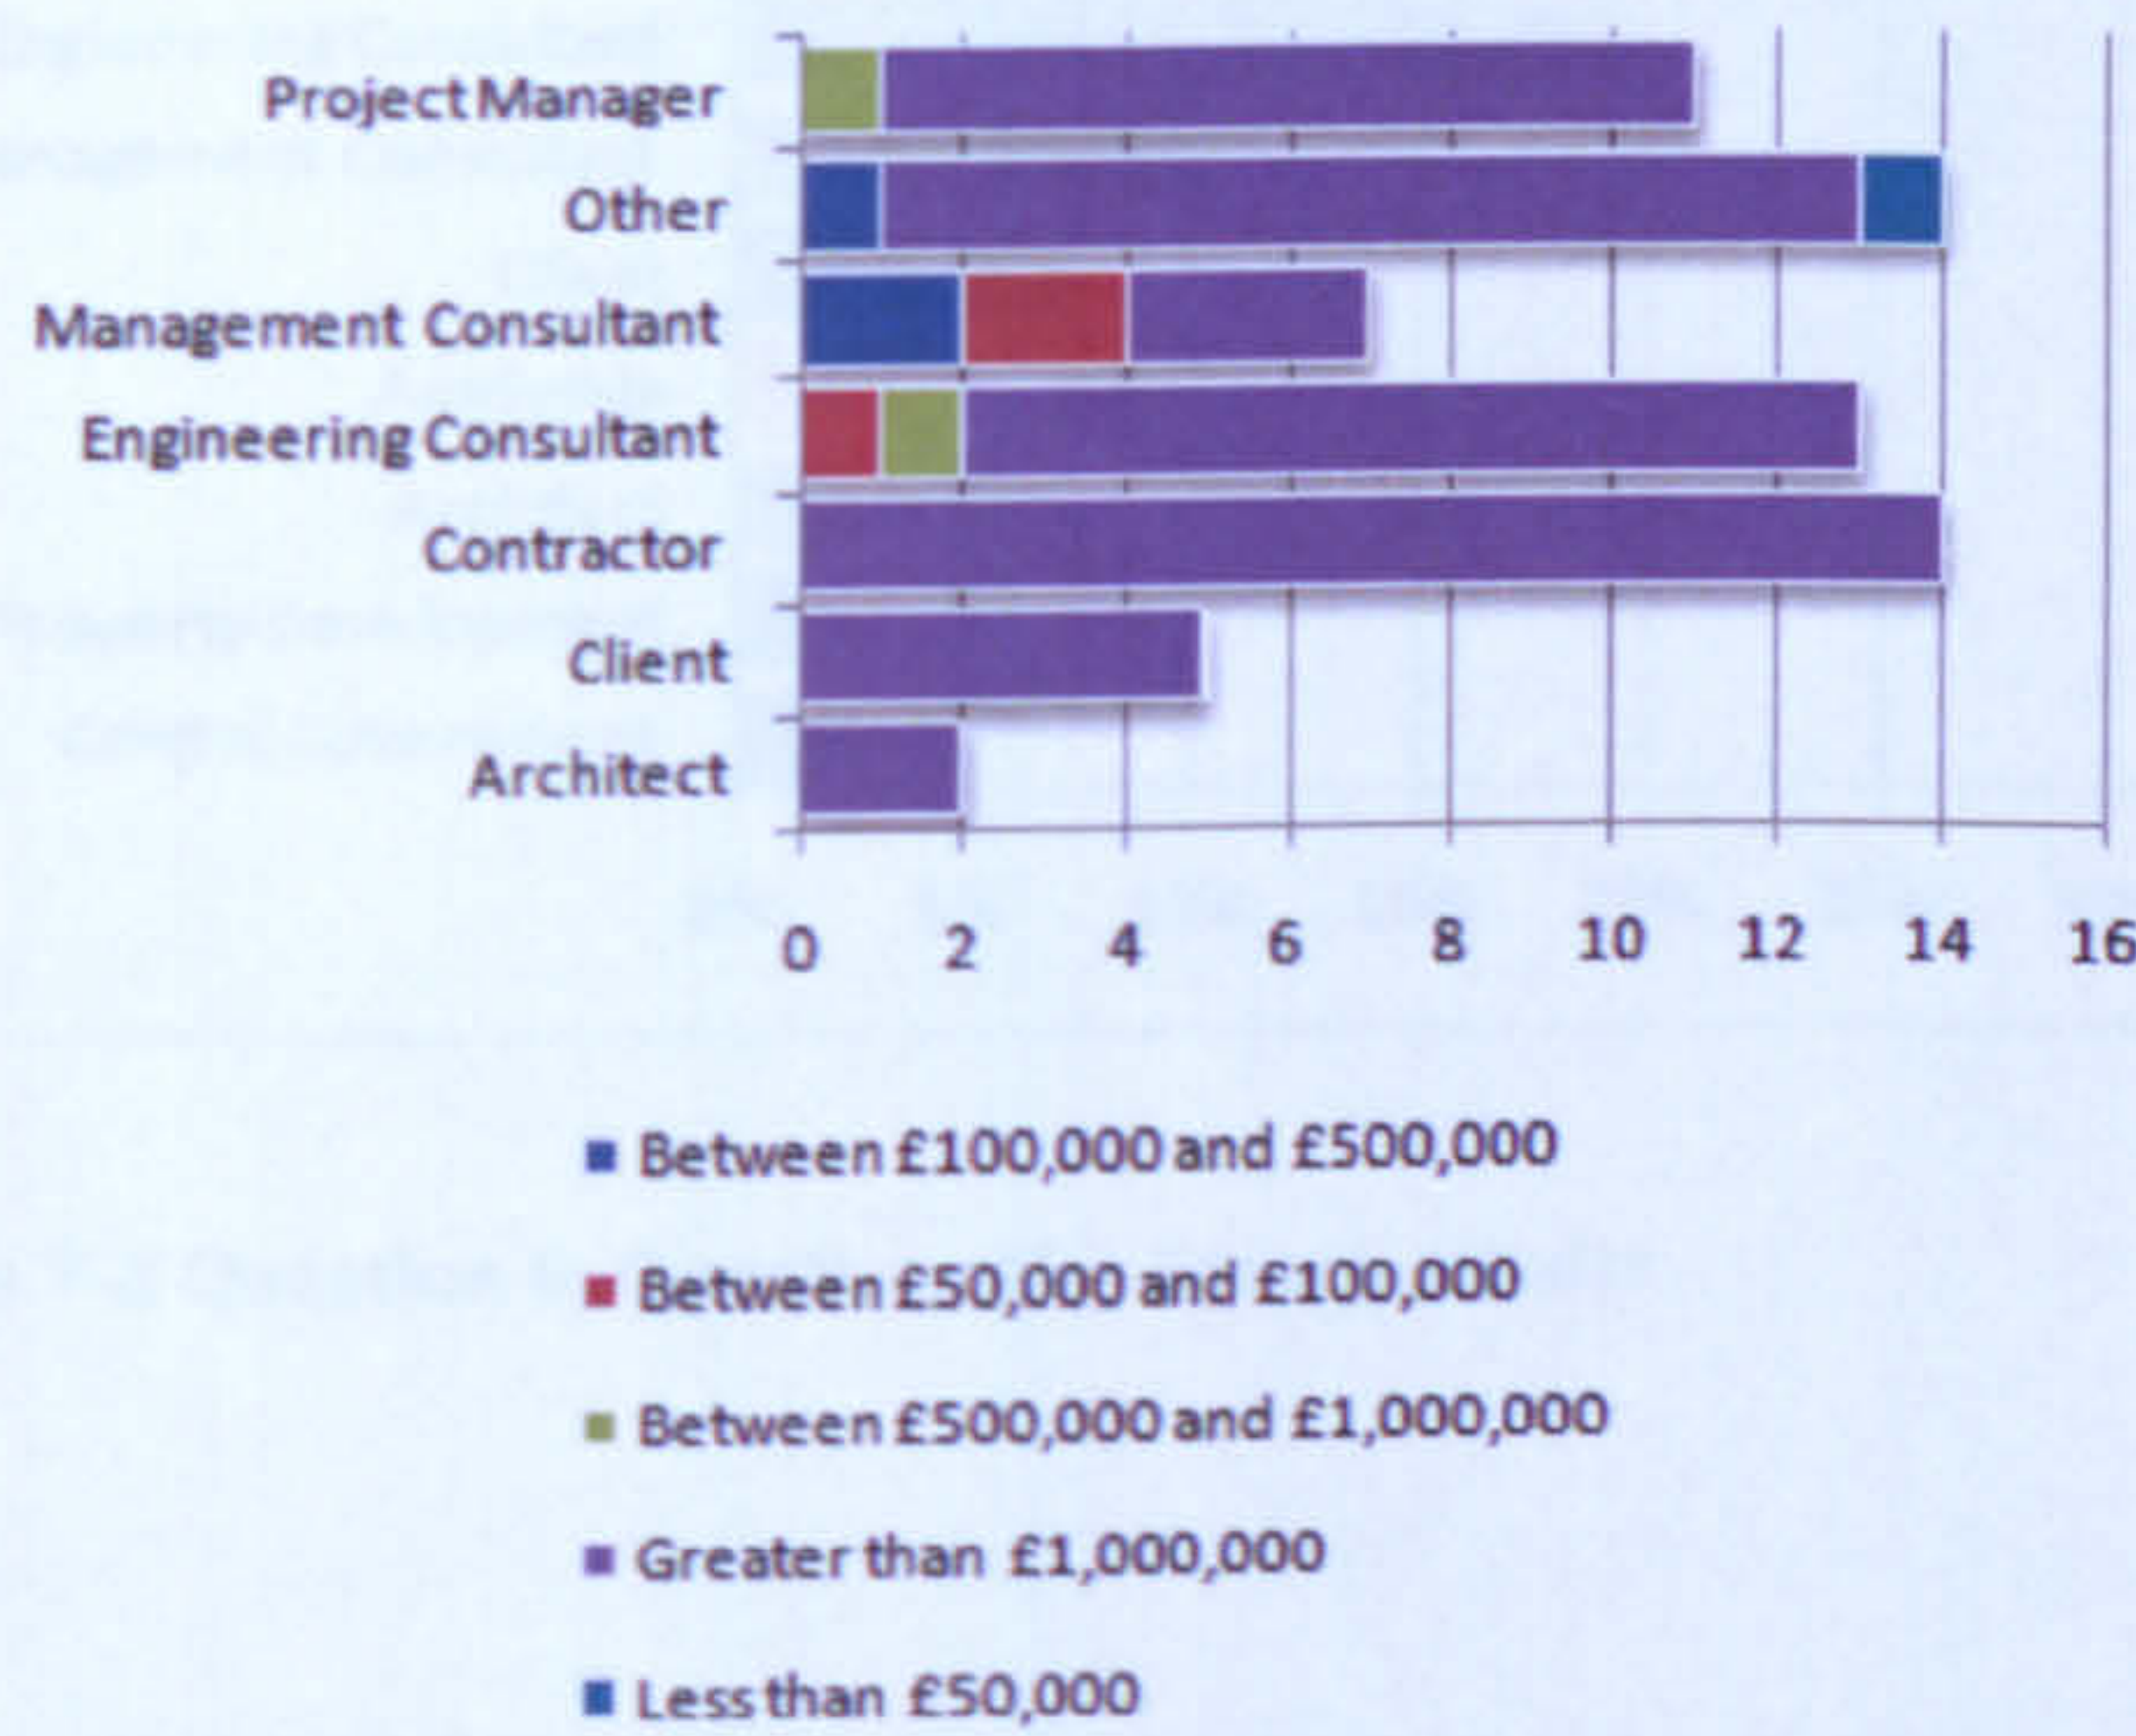 Project Manager
Other
Management Consultant
Engineering Consultant
Contractor
Client
Architect
0 2 4 6 8 10 12 14 16
Between £100,000 and £500,000
Between £50,000 and £100,000
Between £500,000 and £1,000,000
Greater than £1,000,000
Less than £50,000